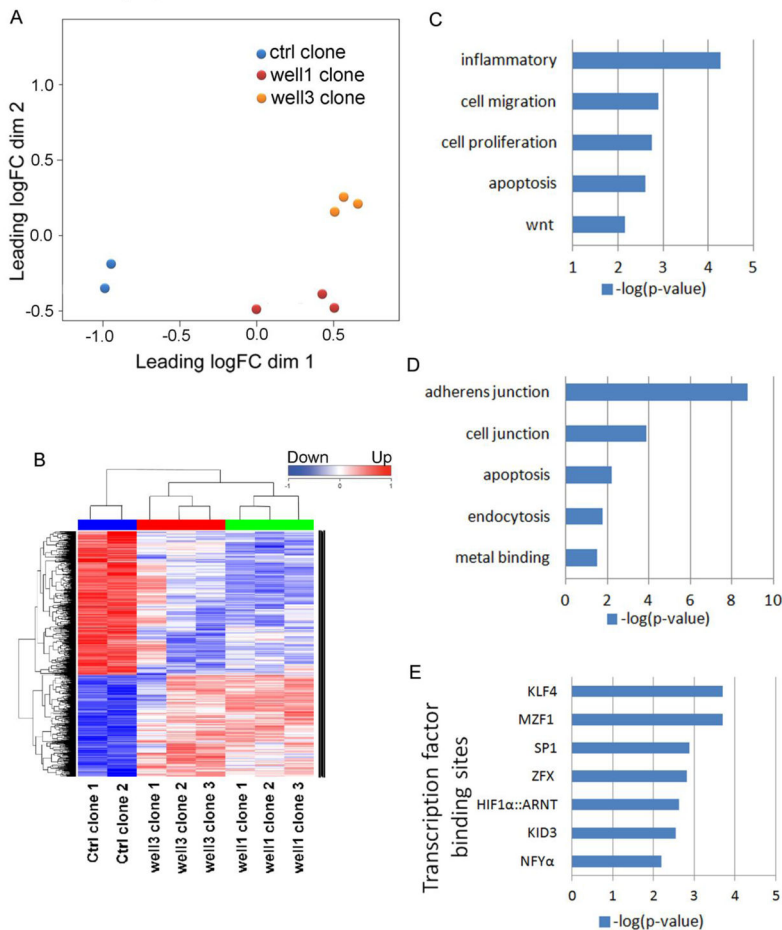 A
ctrl clone
well1 clone
well3 clone
Leading logFC dim 2
1.0
0.5
0.0
-0.5
-1.0
-0.5
0.0
0.5
Leading logFC dim 1
B
Down
Up
-1
0
1
Ctrl clone 1
Ctrl clone 2
well3 clone 1
well3 clone 2
well3 clone 3
well1 clone 1
well1 clone 2
well1 clone 3
C
inflammatory
cell migration
cell proliferation
apoptosis
wnt
1 2 3 4 5
-log(p-value)
D
adherens junction
cell junction
apoptosis
endocytosis
metal binding
0 2 4 6 8 10
-log(p-value)
E
Transcription factor
binding sites
KLF4
MZF1
SP1
ZFX
HIF1α::ARNT
KID3
NFYα
0 1 2 3 4 5
-log(p-value)